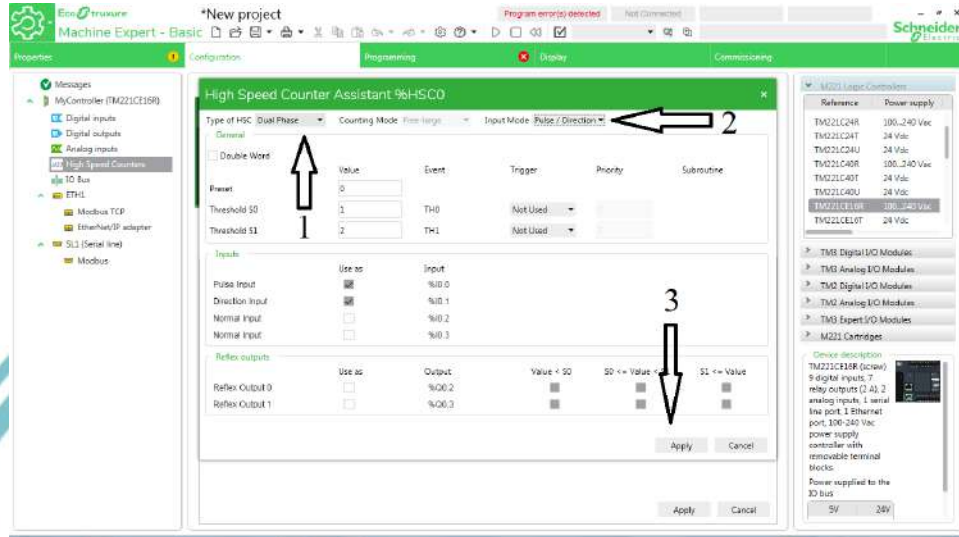 EcoStruxure
Machine Expert - Basic
*New project
Program error(s) detected
Not Connected
Schneider
Electric
Properties
Configuration
Programming
Display
Commissioning
Messages
MyController (TM221CE16R)
Digital inputs
Digital outputs
Analog inputs
High Speed Counters
IO Bus
ETH1
Modbus TCP
EtherNet/IP adapter
SL1 (Serial line)
Modbus
High Speed Counter Assistant %HSC0
Type of HSC Dual Phase Counting Mode Free-large Input Mode Pulse / Direction
1
2
3
General
Double Word
Value Event Trigger Priority Subroutine
Preset 0
Threshold S0 1 TH0 Not Used
Threshold S1 2 TH1 Not Used
Inputs
Use as Input
Pulse Input %I0.0
Direction Input %I0.1
Normal Input %I0.2
Normal Input %I0.3
Reflex outputs
Use as Output Value < S0 S0 <= Value < S1 <= Value
Reflex Output 0 %Q0.2
Reflex Output 1 %Q0.3
Apply Cancel
Apply Cancel
M221 Logic Controllers
Reference Power supply
TM221C24R 100...240 Vac
TM221C24T 24 Vdc
TM221C24U 24 Vdc
TM221C40R 100...240 Vac
TM221C40T 24 Vdc
TM221C40U 24 Vdc
TM221CE16R 100...240 Vac
TM221CE16T 24 Vdc
TM3 Digital I/O Modules
TM3 Analog I/O Modules
TM2 Digital I/O Modules
TM2 Analog I/O Modules
TM3 Expert I/O Modules
M221 Cartridges
Device description
TM221CE16R (screw)
9 digital inputs, 7
relay outputs (2 A), 2
analog inputs, 1 serial
line port, 1 Ethernet
port, 100-240 Vac
power supply
controller with
removable terminal
blocks.
Power supplied to the
IO bus
5V 24V